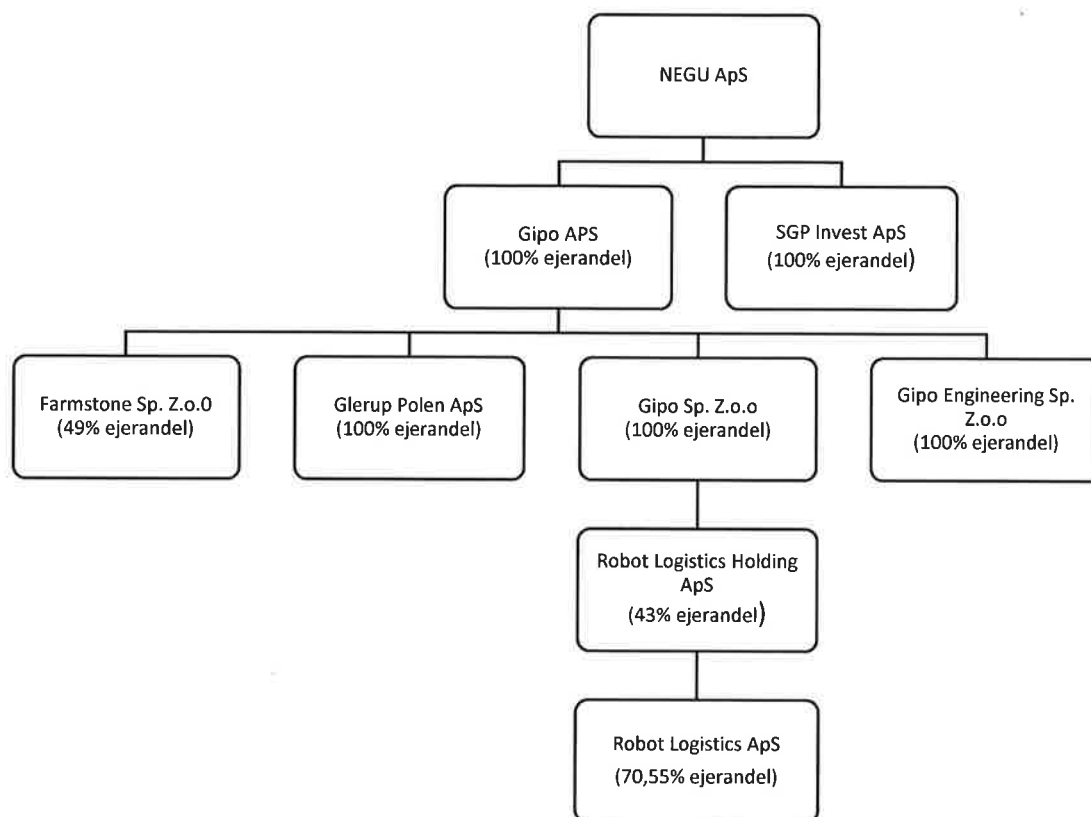 NEGU ApS
Gipo APS
(100% ejerandel)
SGP Invest ApS
(100% ejerandel)
Farmstone Sp. Z.o.0
(49% ejerandel)
Glerup Polen ApS
(100% ejerandel)
Gipo Sp. Z.o.o
(100% ejerandel)
Gipo Engineering Sp.
Z.o.o
(100% ejerandel)
Robot Logistics Holding
ApS
(43% ejerandel)
Robot Logistics ApS
(70,55% ejerandel)